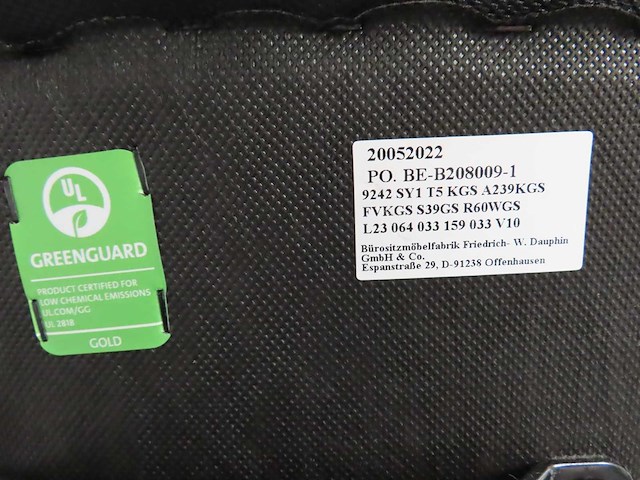 UL
GREENGUARD
PRODUCT CERTIFIED FOR
LOW CHEMICAL EMISSIONS
UL.COM/GG
UL 2818
GOLD
20052022
PO. BE-B208009-1
9242 SY1 T5 KGS A239KGS
FVKGS S39GS R60WGS
L23 064 033 159 033 V10
Bürositzmöbelfabrik Friedrich- W. Dauphin
GmbH & Co.
Espanstraße 29, D-91238 Offenhausen